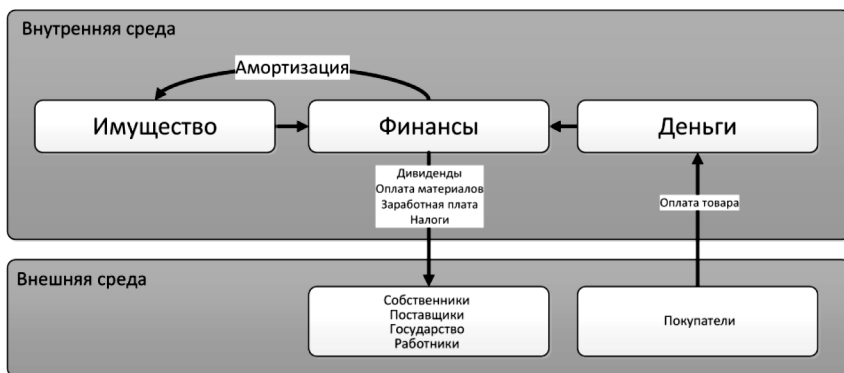 Внутренняя среда
Амортизация
Имущество
Финансы
Деньги
Дивиденды
Оплата материалов
Заработная плата
Налоги
Оплата товара
Внешняя среда
Собственники
Поставщики
Государство
Работники
Покупатели